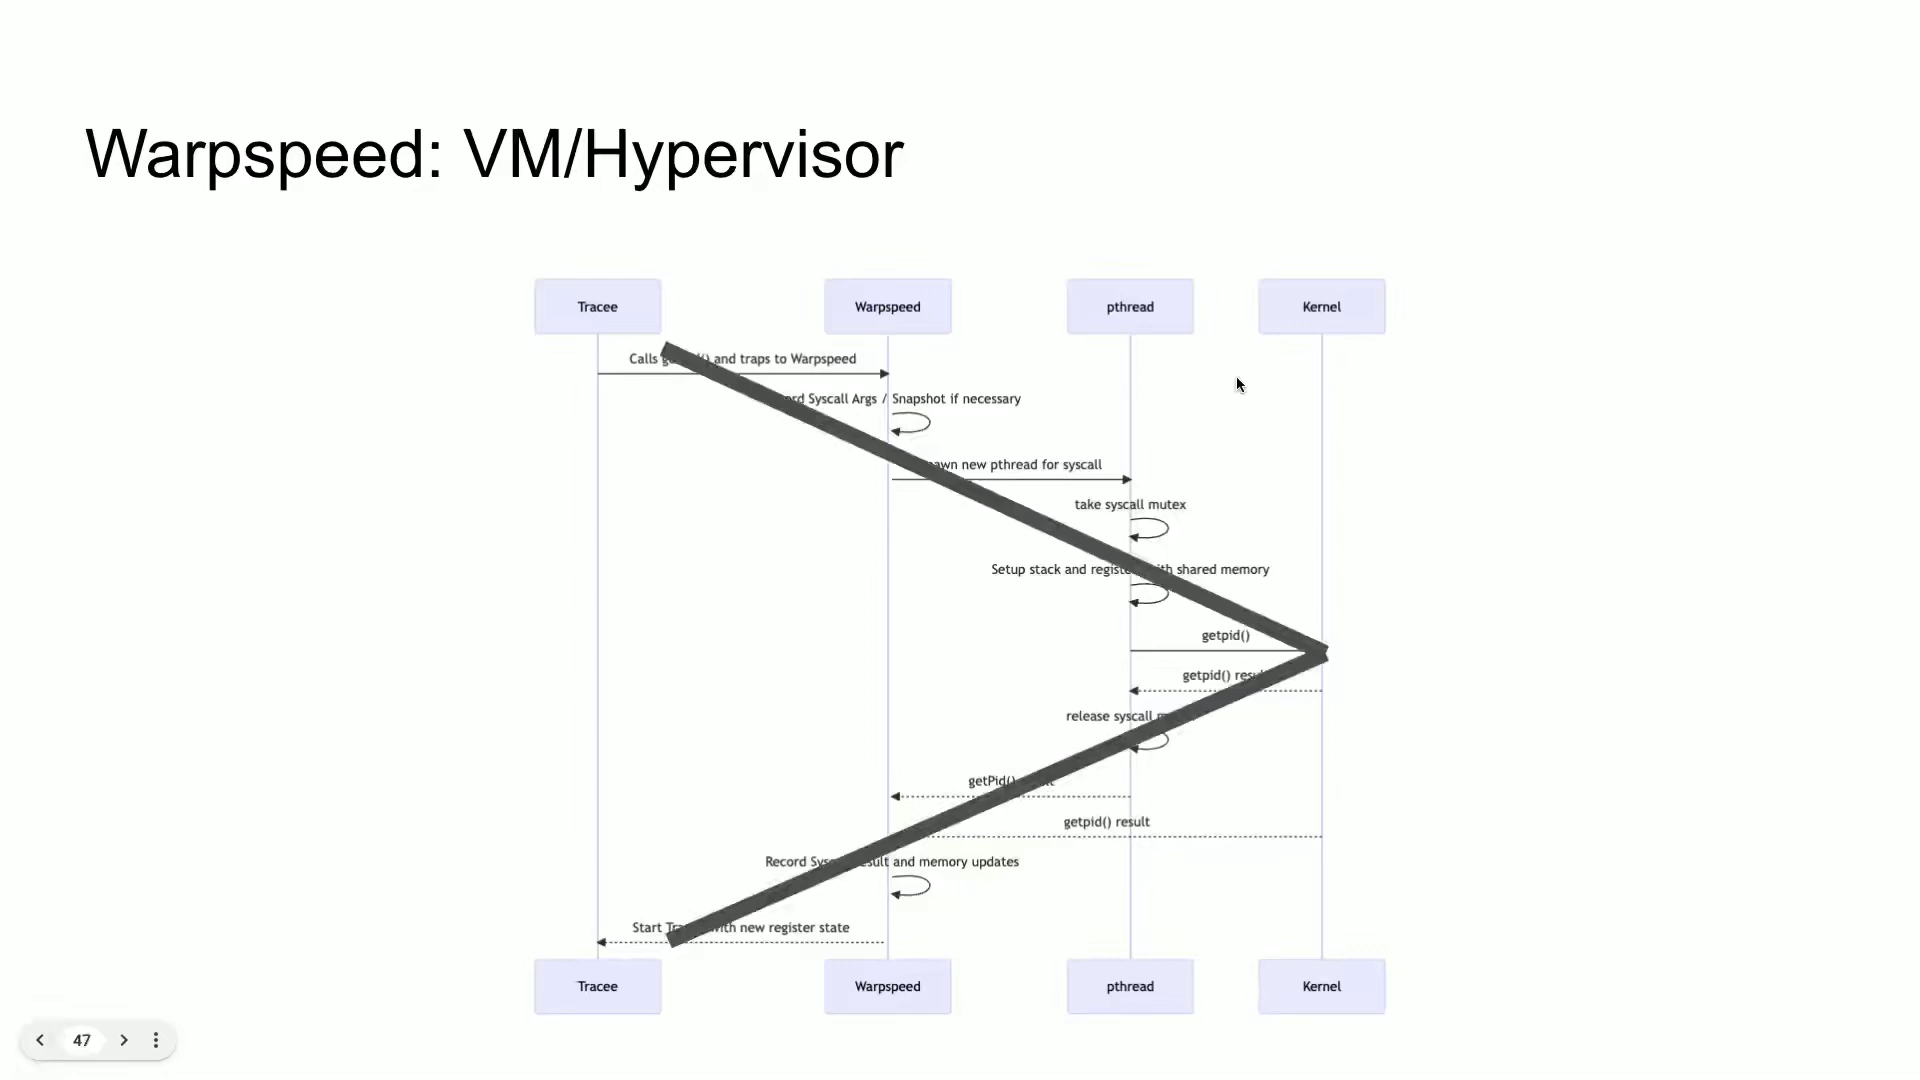 Warpspeed: VM/Hypervisor
Tracee Warpspeed pthread Kernel
Calls and traps to Warpspeed
Syscall Args / Snapshot if necessary
new pthread for syscall
take syscall mutex
Setup stack and shared memory
getpid()
getpid()
release syscall
getPid()
getpid() result
Record and memory updates
Start new register state
Tracee Warpspeed pthread Kernel
47